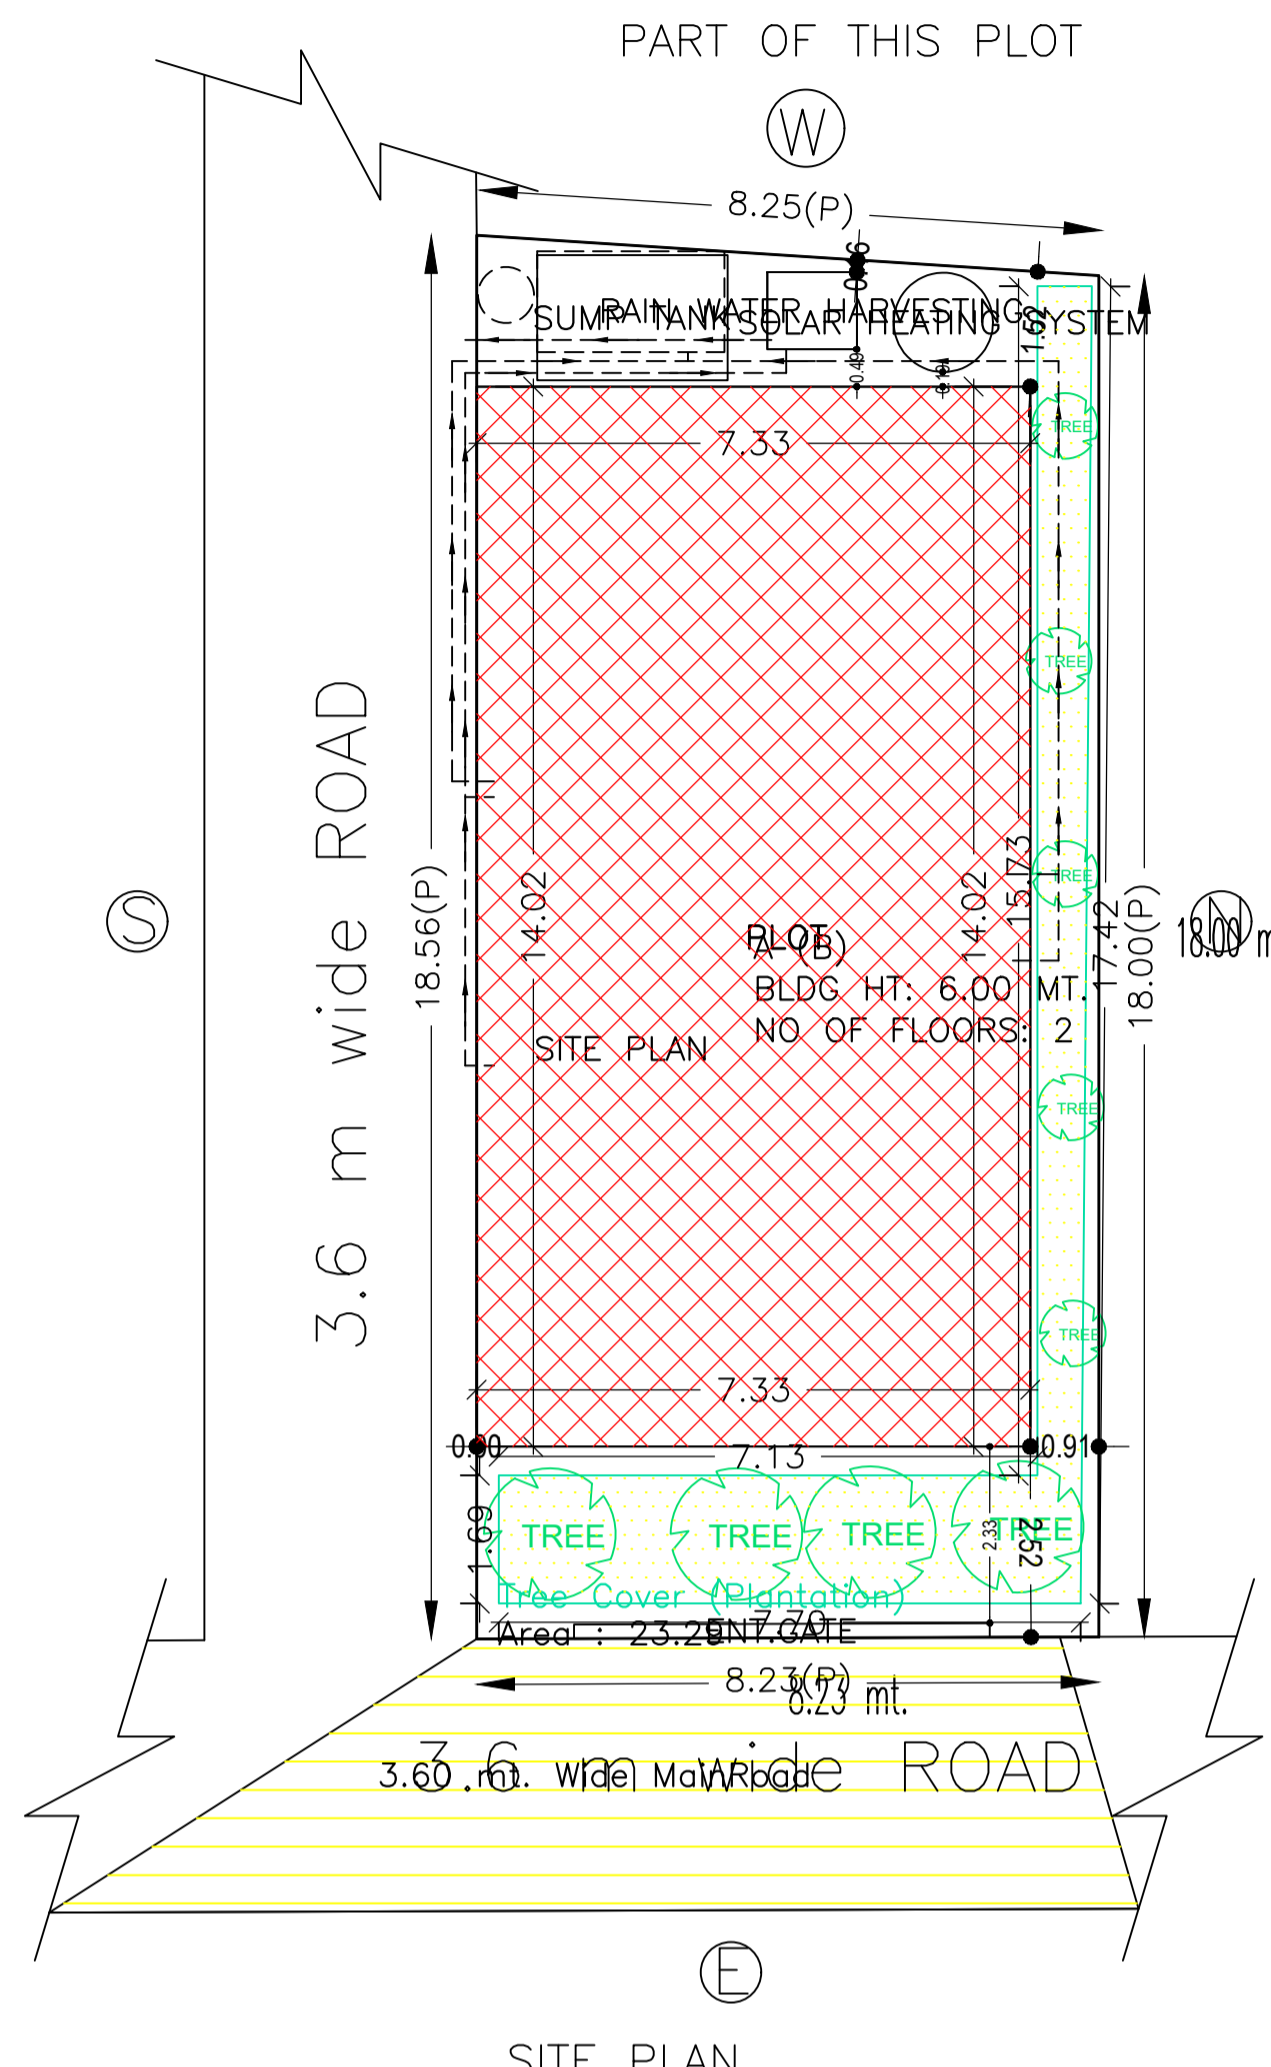 PART OF THIS PLOT
W
8.25(P)
RAIN WATER HARVESTING
SUMP TANK
SOLAR HEATING SYSTEM
1.52
0.49
0.19
TREE
7.33
TREE
3.6 m wide ROAD
S
18.56(P)
14.02
14.02
15.73
TREE
17.42
18.00(P)
N
18.00 m
PLOT
A (B)
BLDG HT: 6.00 MT.
NO OF FLOORS: 2
SITE PLAN
TREE
TREE
7.33
0.00
0.91
7.13
1.69
TREE
TREE
TREE
TREE
2.33
2.52
Tree Cover (Plantation)
Area : 23.29
ENT.GATE
7.70
8.23(P)
8.23 mt.
3.6 m wide ROAD
3.60 mt. Wide MainRoad
E
SITE PLAN